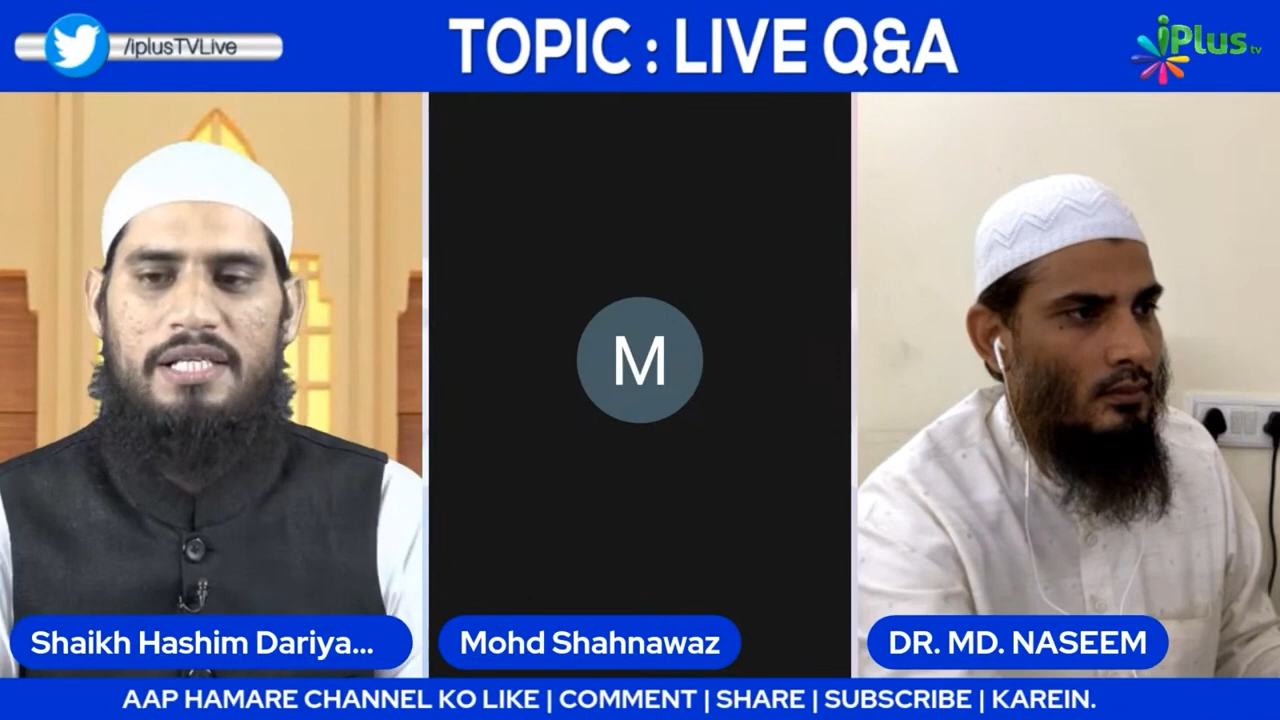 /iplusTVLive
TOPIC : LIVE Q&A
iPlus tv
M
Shaikh Hashim Dariya...
Mohd Shahnawaz
DR. MD. NASEEM
AAP HAMARE CHANNEL KO LIKE | COMMENT | SHARE | SUBSCRIBE | KAREIN.